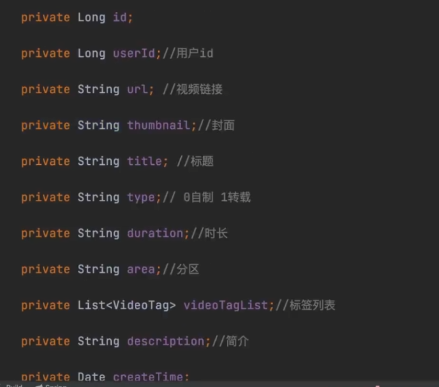 private Long id;
private Long userId;//用户id
private String url; //视频链接
private String thumbnail;//封面
private String title; //标题
private String type;// 0自制 1转载
private String duration;//时长
private String area;//分区
private List<VideoTag> videoTagList;//标签列表
private String description;//简介
private Date createTime;